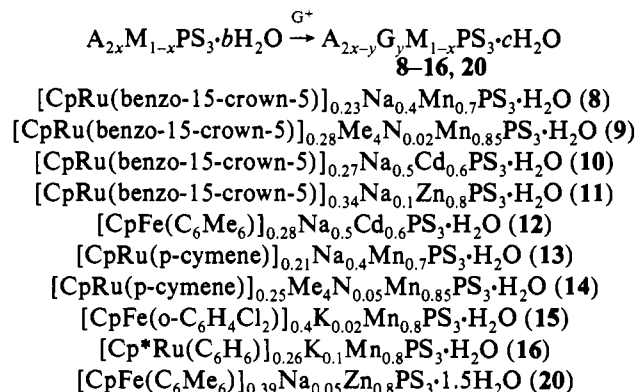 A₂ₓM₁₋ₓPS₃·bH₂O →(G⁺) A₂ₓ₋ᵧGᵧM₁₋ₓPS₃·cH₂O
8–16, 20
[CpRu(benzo-15-crown-5)]₀.₂₃Na₀.₄Mn₀.₇PS₃·H₂O (8)
[CpRu(benzo-15-crown-5)]₀.₂₈Me₄N₀.₀₂Mn₀.₈₅PS₃·H₂O (9)
[CpRu(benzo-15-crown-5)]₀.₂₇Na₀.₅Cd₀.₆PS₃·H₂O (10)
[CpRu(benzo-15-crown-5)]₀.₃₄Na₀.₁Zn₀.₈PS₃·H₂O (11)
[CpFe(C₆Me₆)]₀.₂₈Na₀.₅Cd₀.₆PS₃·H₂O (12)
[CpRu(p-cymene)]₀.₂₁Na₀.₄Mn₀.₇PS₃·H₂O (13)
[CpRu(p-cymene)]₀.₂₅Me₄N₀.₀₅Mn₀.₈₅PS₃·H₂O (14)
[CpFe(o-C₆H₄Cl₂)]₀.₄K₀.₀₂Mn₀.₈PS₃·H₂O (15)
[Cp*Ru(C₆H₆)]₀.₂₆K₀.₁Mn₀.₈PS₃·H₂O (16)
[CpFe(C₆Me₆)]₀.₃₉Na₀.₀₅Zn₀.₈PS₃·1.5H₂O (20)